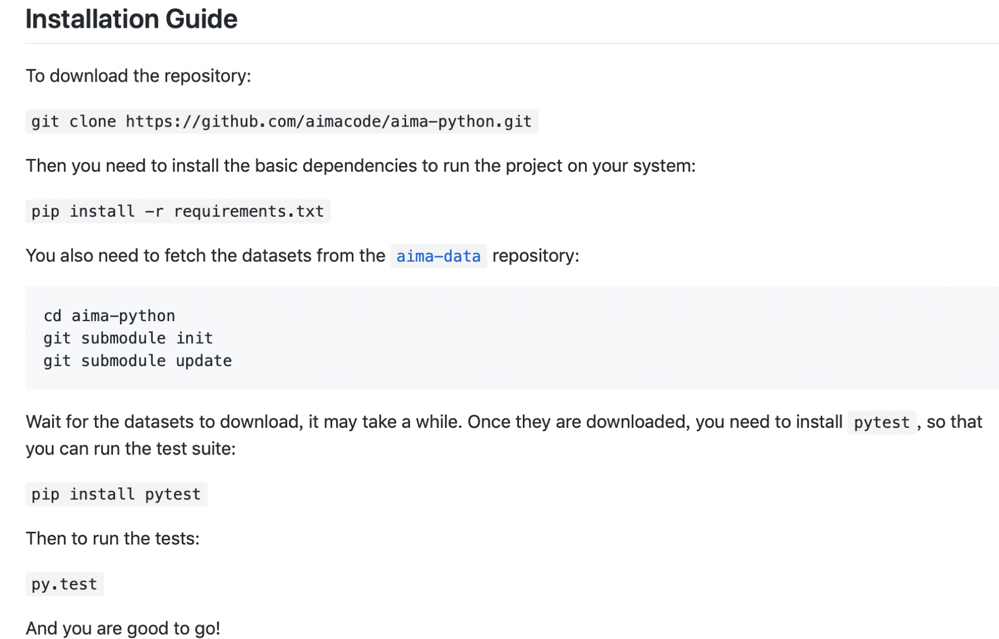 Installation Guide
To download the repository:
git clone https://github.com/aimacode/aima-python.git
Then you need to install the basic dependencies to run the project on your system:
pip install -r requirements.txt
You also need to fetch the datasets from the aima-data repository:
cd aima-python
git submodule init
git submodule update
Wait for the datasets to download, it may take a while. Once they are downloaded, you need to install pytest, so that
you can run the test suite:
pip install pytest
Then to run the tests:
py.test
And you are good to go!